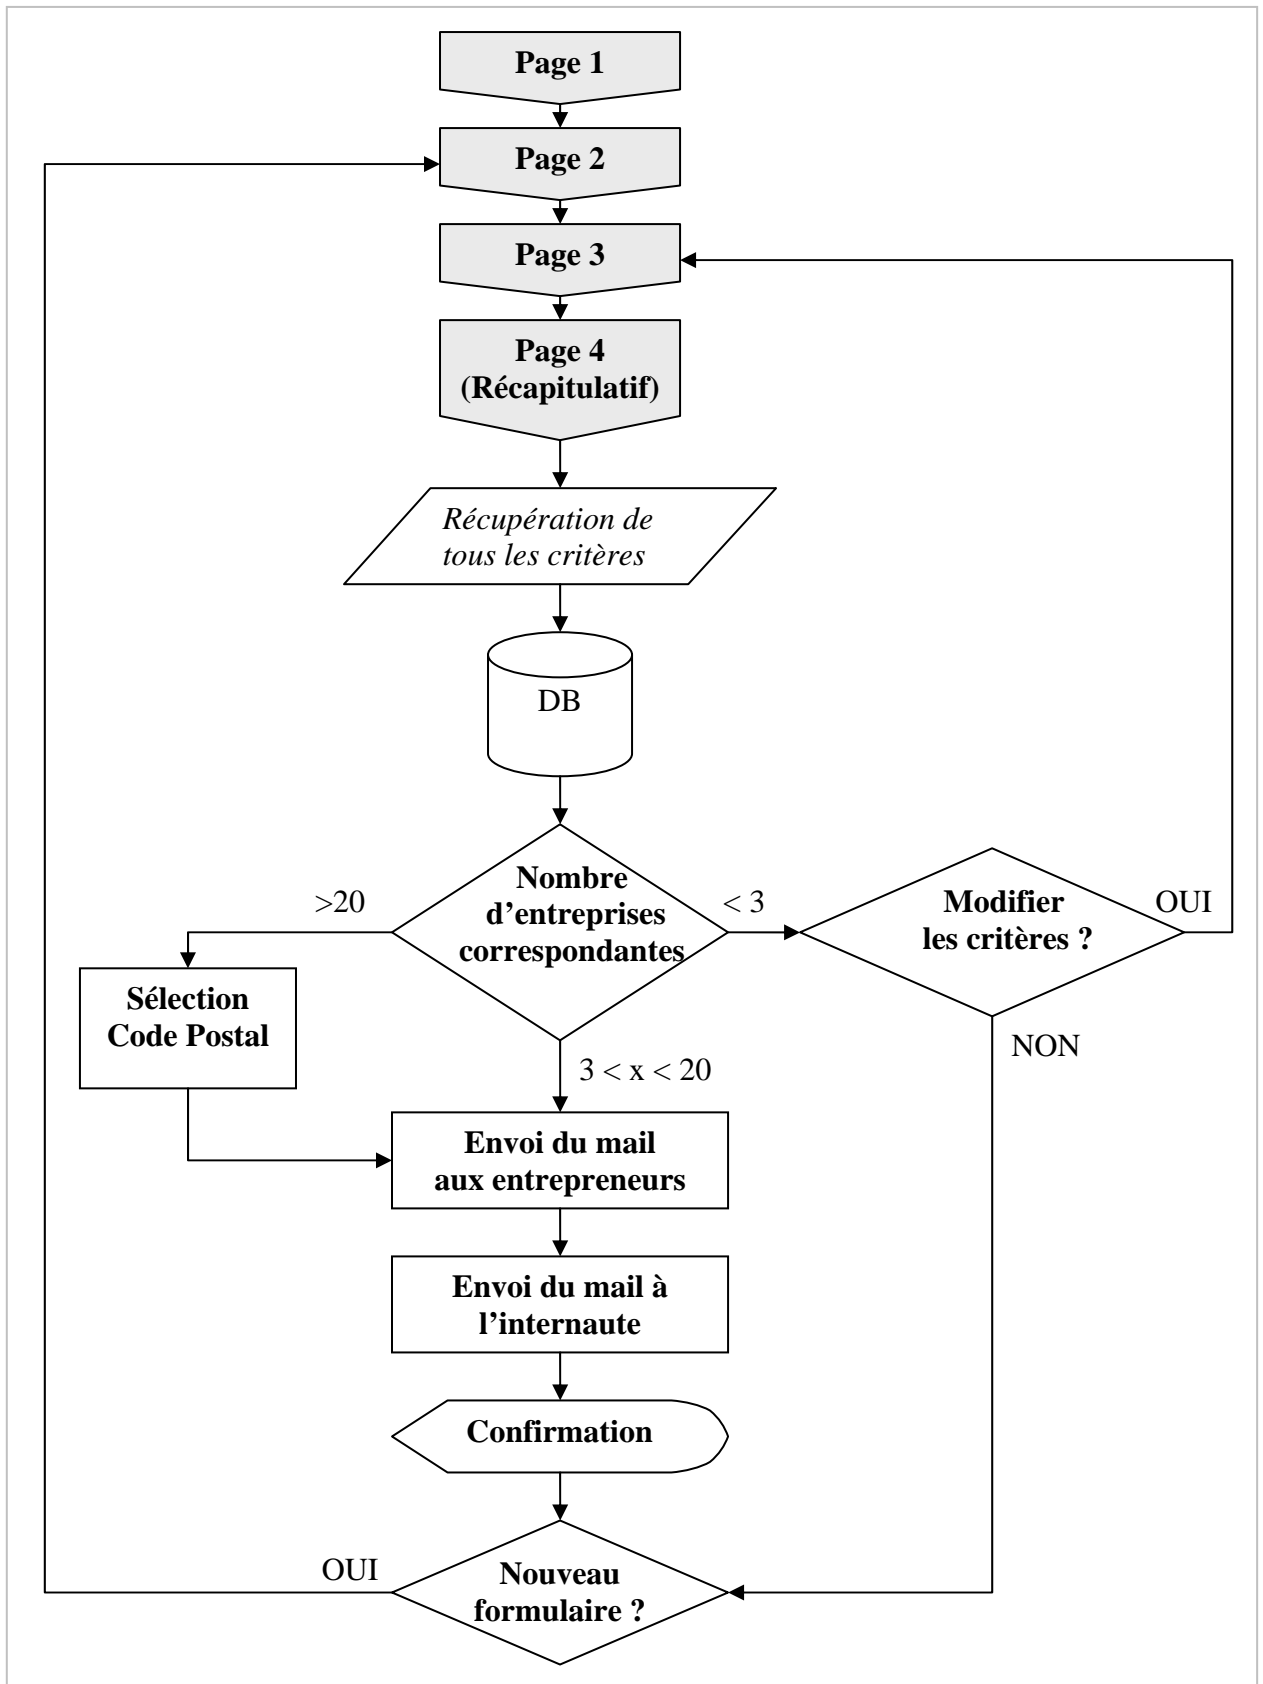 Page 1
Page 2
Page 3
Page 4
(Récapitulatif)
Récupération de
tous les critères
DB
>20
Nombre
d’entreprises
correspondantes
< 3
Modifier
les critères ?
OUI
Sélection
Code Postal
NON
3 < x < 20
Envoi du mail
aux entrepreneurs
Envoi du mail à
l’internaute
Confirmation
OUI
Nouveau
formulaire ?